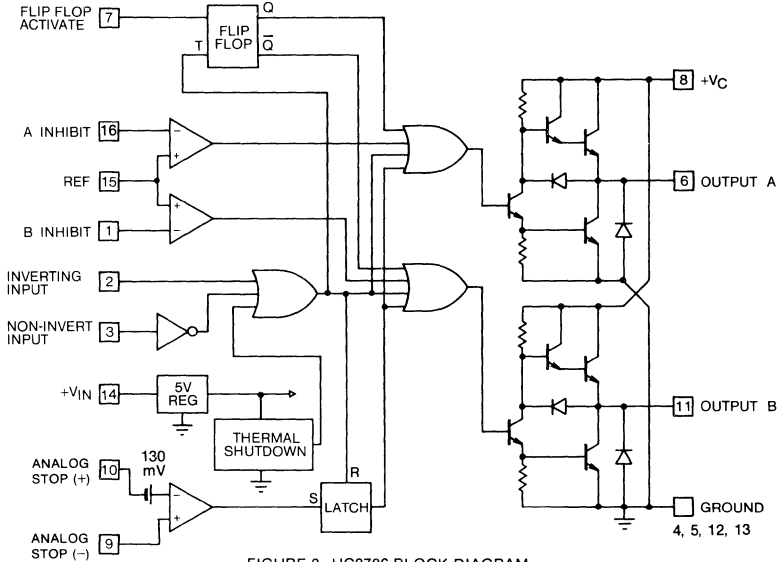 FLIP FLOP
ACTIVATE
7
FLIP
FLOP
Q
T
Q̅
A INHIBIT
16
−
+
REF
15
B INHIBIT
1
+
−
INVERTING
INPUT
2
NON-INVERT
INPUT
3
+VIN
14
5V
REG
THERMAL
SHUTDOWN
ANALOG
STOP (+)
10
130
mV
−
+
ANALOG
STOP (−)
9
S
R
LATCH
8
+VC
6
OUTPUT A
11
OUTPUT B
GROUND
4, 5, 12, 13